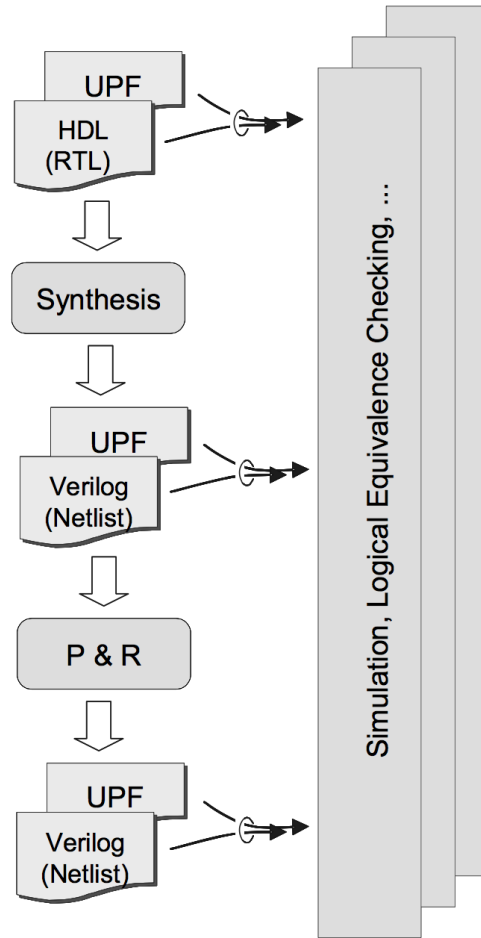 UPF
HDL
(RTL)
Synthesis
UPF
Verilog
(Netlist)
P & R
UPF
Verilog
(Netlist)
Simulation, Logical Equivalence Checking, ...